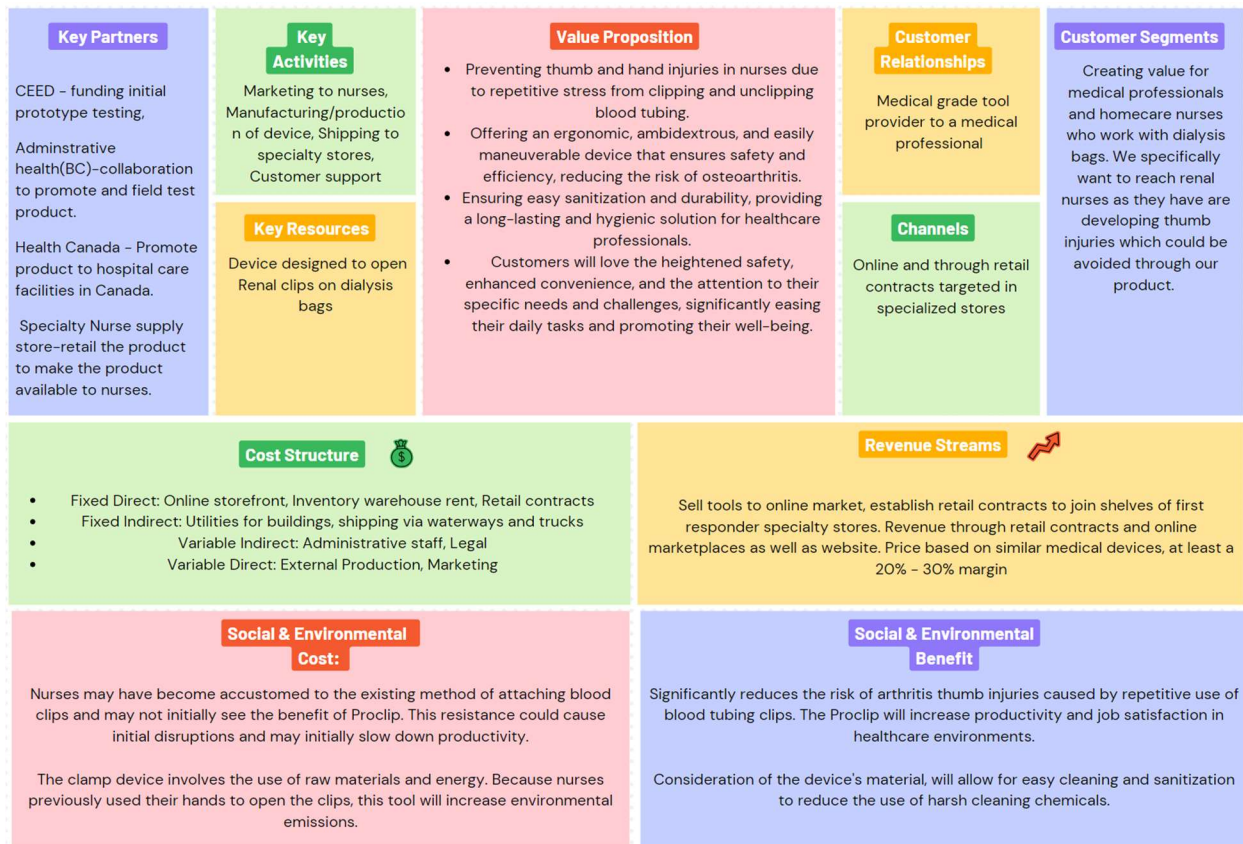 Key Partners
CEED - funding initial
prototype testing,
Adminstrative
health(BC)-collaboration
to promote and field test
product.
Health Canada - Promote
product to hospital care
facilities in Canada.
Specialty Nurse supply
store-retail the product
to make the product
available to nurses.
Key
Activities
Marketing to nurses,
Manufacturing/productio
n of device, Shipping to
specialty stores,
Customer support
Key Resources
Device designed to open
Renal clips on dialysis
bags
Value Proposition
• Preventing thumb and hand injuries in nurses due
to repetitive stress from clipping and unclipping
blood tubing.
• Offering an ergonomic, ambidextrous, and easily
maneuverable device that ensures safety and
efficiency, reducing the risk of osteoarthritis.
• Ensuring easy sanitization and durability, providing
a long-lasting and hygienic solution for healthcare
professionals.
• Customers will love the heightened safety,
enhanced convenience, and the attention to their
specific needs and challenges, significantly easing
their daily tasks and promoting their well-being.
Customer
Relationships
Medical grade tool
provider to a medical
professional
Channels
Online and through retail
contracts targeted in
specialized stores
Customer Segments
Creating value for
medical professionals
and homecare nurses
who work with dialysis
bags. We specifically
want to reach renal
nurses as they have are
developing thumb
injuries which could be
avoided through our
product.
Cost Structure
$
• Fixed Direct: Online storefront, Inventory warehouse rent, Retail contracts
• Fixed Indirect: Utilities for buildings, shipping via waterways and trucks
• Variable Indirect: Administrative staff, Legal
• Variable Direct: External Production, Marketing
Revenue Streams
Sell tools to online market, establish retail contracts to join shelves of first
responder specialty stores. Revenue through retail contracts and online
marketplaces as well as website. Price based on similar medical devices, at least a
20% - 30% margin
Social & Environmental
Cost:
Nurses may have become accustomed to the existing method of attaching blood
clips and may not initially see the benefit of Proclip. This resistance could cause
initial disruptions and may initially slow down productivity.
The clamp device involves the use of raw materials and energy. Because nurses
previously used their hands to open the clips, this tool will increase environmental
emissions.
Social & Environmental
Benefit
Significantly reduces the risk of arthritis thumb injuries caused by repetitive use of
blood tubing clips. The Proclip will increase productivity and job satisfaction in
healthcare environments.
Consideration of the device's material, will allow for easy cleaning and sanitization
to reduce the use of harsh cleaning chemicals.